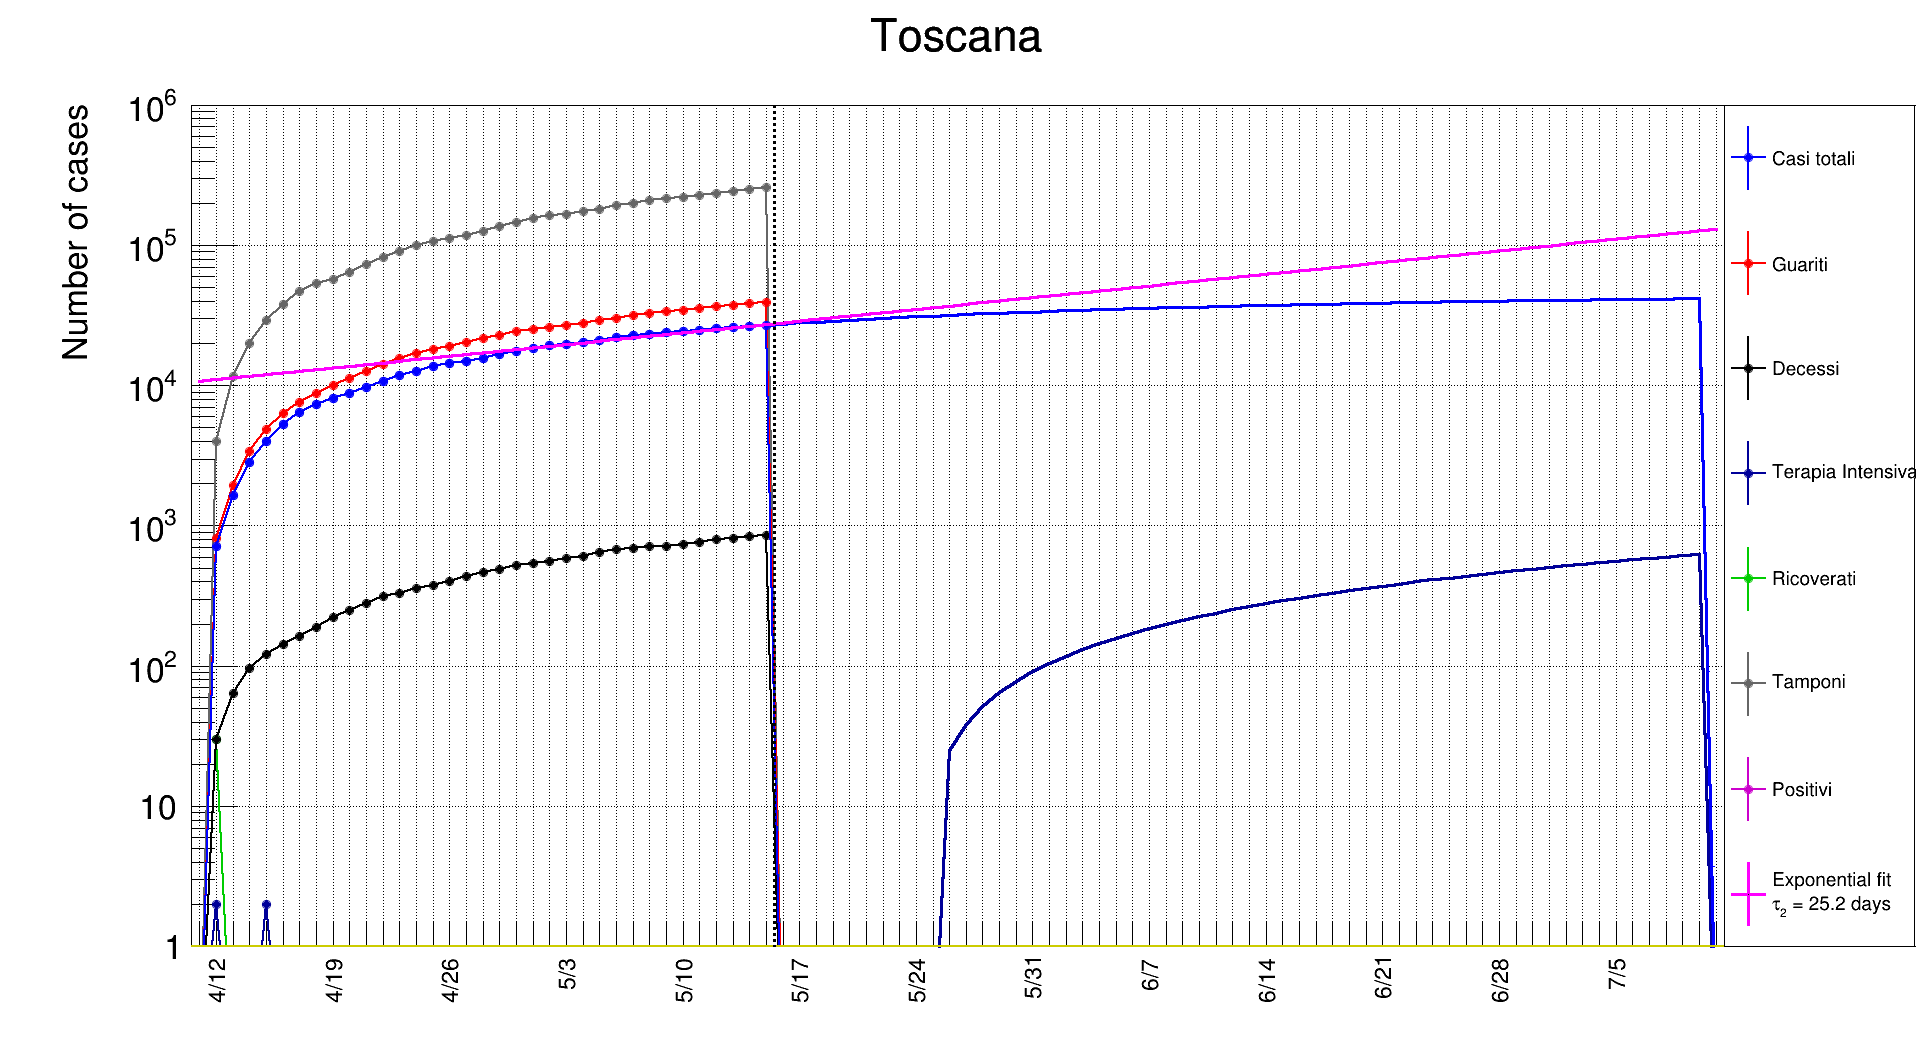 Toscana
Number of cases
10^6
10^5
10^4
10^3
10^2
10
1
4/12
4/19
4/26
5/3
5/10
5/17
5/24
5/31
6/7
6/14
6/21
6/28
7/5
Casi totali
Guariti
Decessi
Terapia Intensiva
Ricoverati
Tamponi
Positivi
Exponential fit
τ₂ = 25.2 days